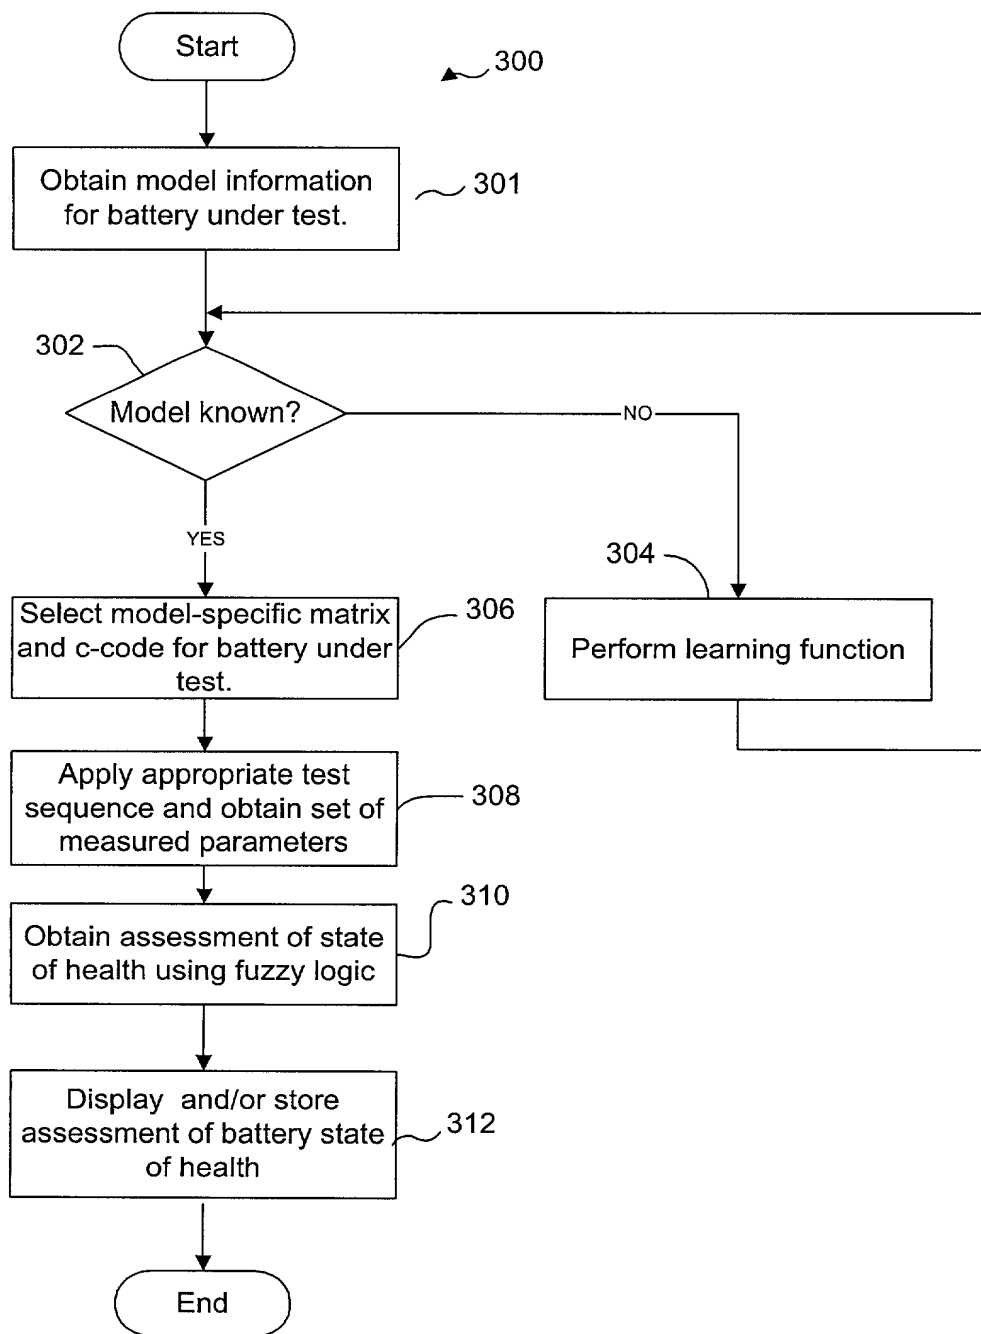 Start
300
Obtain model information
for battery under test.
301
302
Model known?
NO
YES
304
Select model-specific matrix
and c-code for battery under
test.
306
Perform learning function
Apply appropriate test
sequence and obtain set of
measured parameters
308
310
Obtain assessment of state
of health using fuzzy logic
Display and/or store
assessment of battery state
of health
312
End